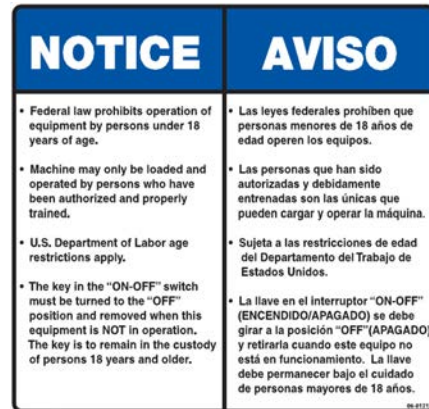 NOTICE
• Federal law prohibits operation of
equipment by persons under 18
years of age.
• Machine may only be loaded and
operated by persons who have
been authorized and properly
trained.
• U.S. Department of Labor age
restrictions apply.
• The key in the “ON-OFF” switch
must be turned to the “OFF”
position and removed when this
equipment is NOT in operation.
The key is to remain in the custody
of persons 18 years and older.
AVISO
• Las leyes federales prohíben que
personas menores de 18 años de
edad operen los equipos.
• Las personas que han sido
autorizadas y debidamente
entrenadas son las únicas que
pueden cargar y operar la máquina.
• Sujeta a las restricciones de edad
del Departamento del Trabajo de
Estados Unidos.
• La llave en el interruptor “ON-OFF”
(ENCENDIDO/APAGADO) se debe
girar a la posición “OFF”(APAGADO)
y retirarla cuando este equipo no
está en funcionamiento. La llave
debe permanecer bajo el cuidado
de personas mayores de 18 años.